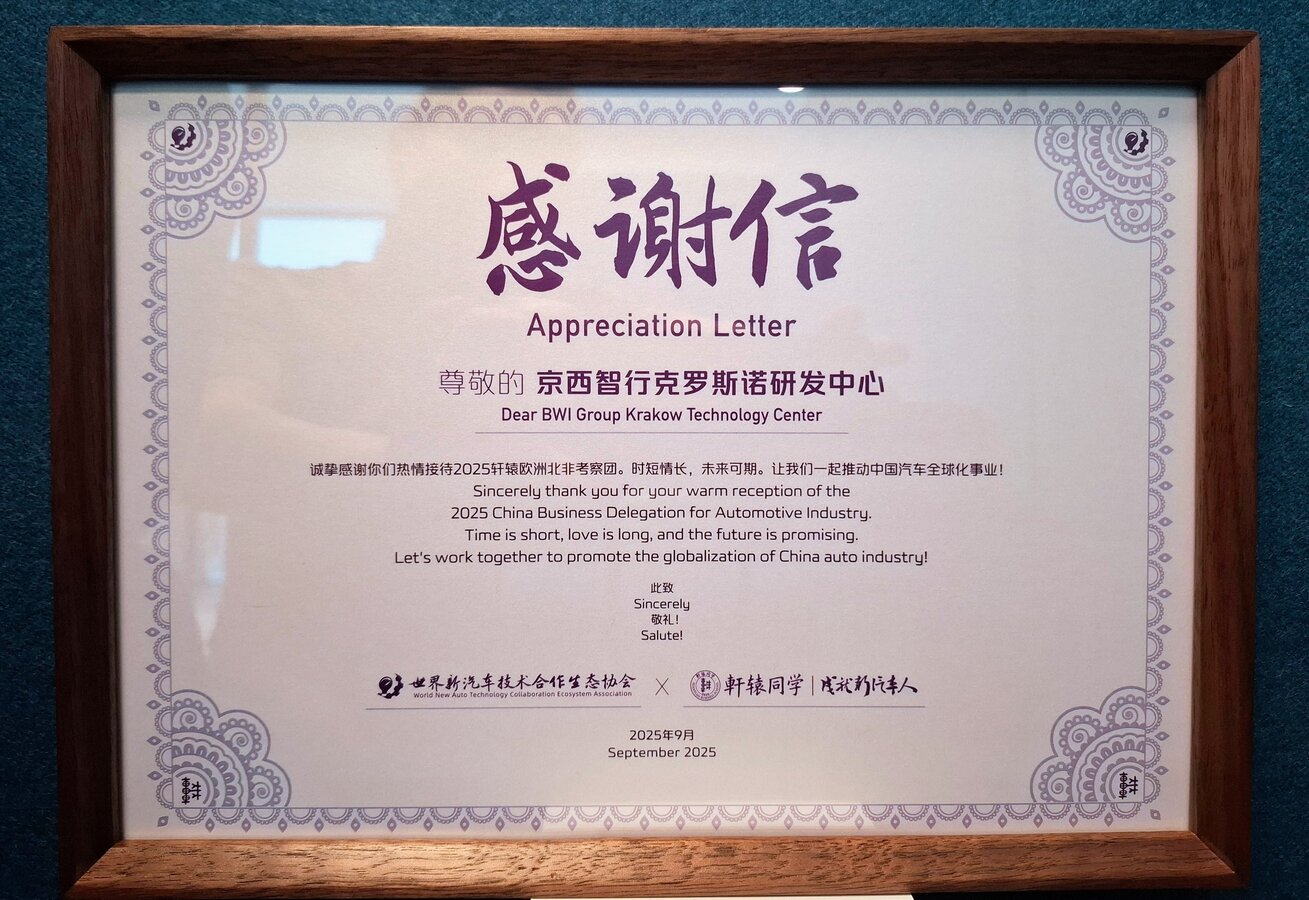 感谢信
Appreciation Letter
尊敬的 京西智行克罗斯诺研发中心
Dear BWI Group Krakow Technology Center
诚挚感谢你们热情接待2025轩辕欧洲北非考察团。时短情长，未来可期。让我们一起推动中国汽车全球化事业！
Sincerely thank you for your warm reception of the
2025 China Business Delegation for Automotive Industry.
Time is short, love is long, and the future is promising.
Let's work together to promote the globalization of China auto industry!
此致
Sincerely
敬礼！
Salute!
世界新汽车技术合作生态协会 X 軒辕同学 | 成就新汽车人
World New Auto Technology Collaboration Ecosystem Association
2025年9月
September 2025